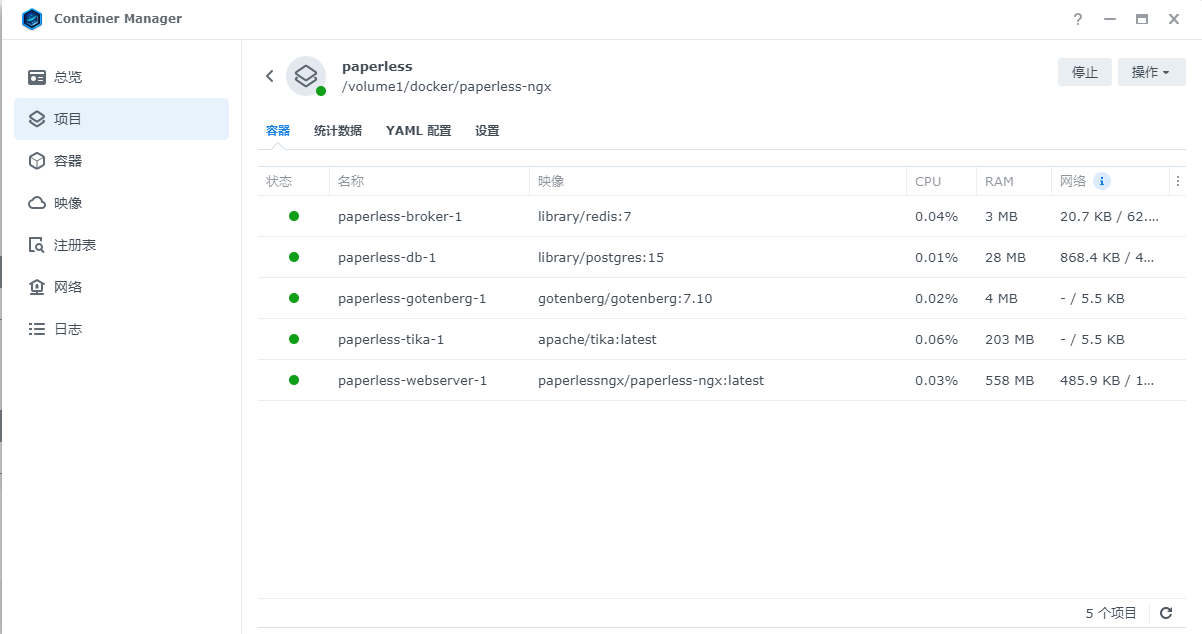 Container Manager
?
总览
项目
容器
映像
注册表
网络
日志
paperless
/volume1/docker/paperless-ngx
停止
操作
容器 统计数据 YAML 配置 设置
状态 名称 映像 CPU RAM 网络
paperless-broker-1 library/redis:7 0.04% 3 MB 20.7 KB / 62....
paperless-db-1 library/postgres:15 0.01% 28 MB 868.4 KB / 4...
paperless-gotenberg-1 gotenberg/gotenberg:7.10 0.02% 4 MB - / 5.5 KB
paperless-tika-1 apache/tika:latest 0.06% 203 MB - / 5.5 KB
paperless-webserver-1 paperlessngx/paperless-ngx:latest 0.03% 558 MB 485.9 KB / 1...
5 个项目